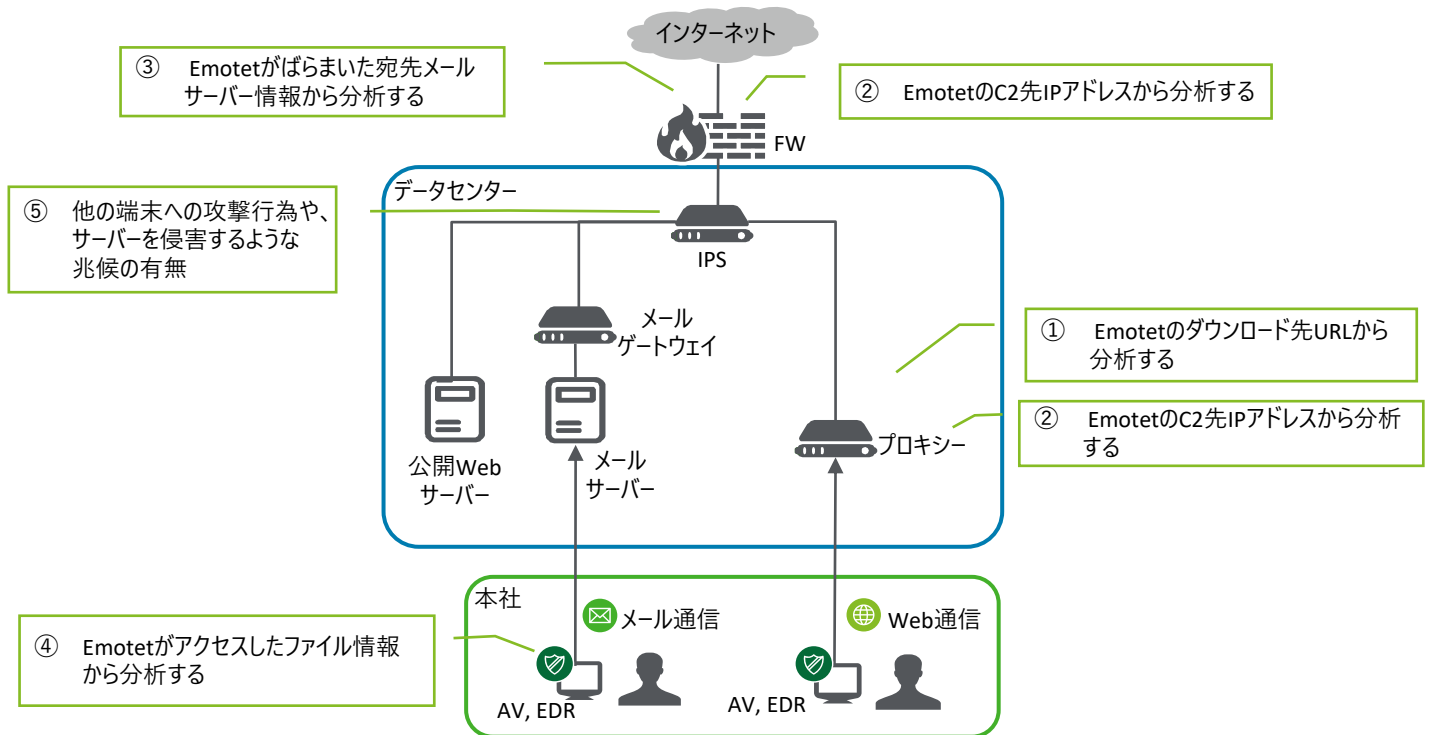 インターネット
③ Emotetがばらまいた宛先メール
サーバー情報から分析する
② EmotetのC2先IPアドレスから分析する
FW
データセンター
⑤ 他の端末への攻撃行為や、
サーバーを侵害するような
兆候の有無
IPS
メール
ゲートウェイ
① Emotetのダウンロード先URLから
分析する
② EmotetのC2先IPアドレスから分析
する
プロキシー
公開Web
サーバー
メール
サーバー
本社
メール通信
Web通信
④ Emotetがアクセスしたファイル情報
から分析する
AV, EDR
AV, EDR